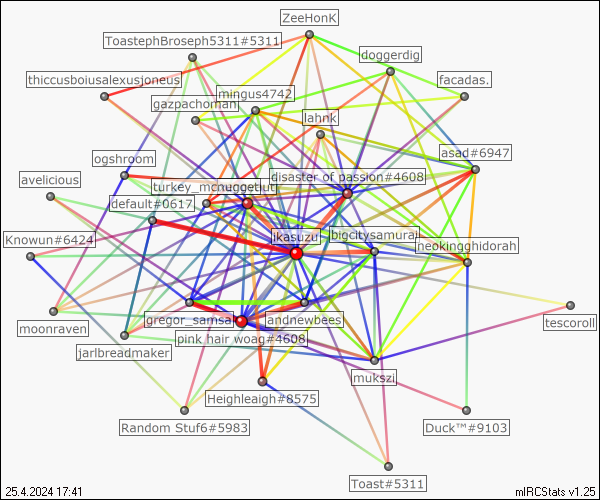 ZeeHonK
ToastephBroseph5311#5311
doggerdig
thiccusboiusalexusjoneus
facadas.
mingus4742
gazpachoman
lahnk
asad#6947
ogshroom
disaster of passion#4608
avelicious
turkey_mcnuggetlut
default#0617
Knowun#6424
ikasuzu
bigcitysamurai
neokingghidorah
moonraven
gregor_samsa
andnewbees
tescoroll
jarlbreadmaker
pink hair woag#4608
mukszi
Heighleaigh#8575
Random Stuf6#5983
Duck™#9103
Toast#5311
25.4.2024 17:41
mIRCStats v1.25